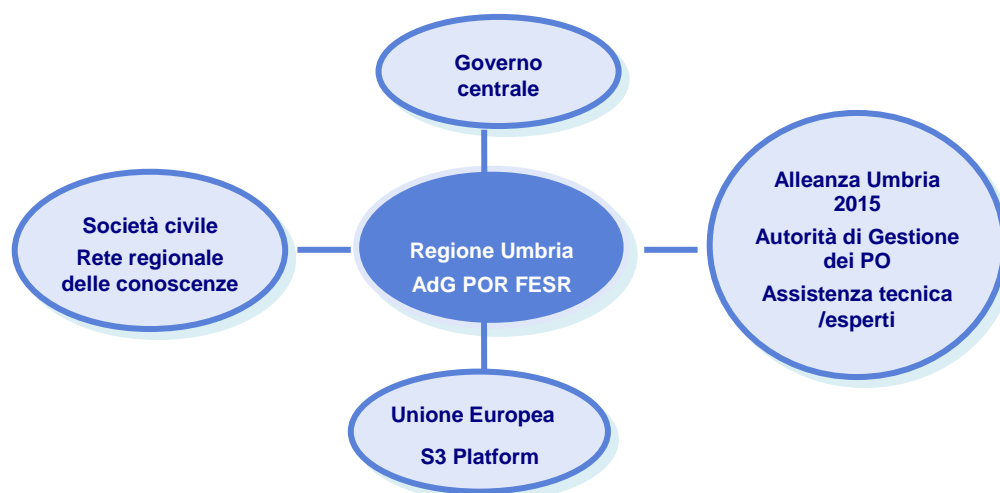 Governo
centrale
Società civile
Rete regionale
delle conoscenze
Regione Umbria
AdG POR FESR
Alleanza Umbria
2015
Autorità di Gestione
dei PO
Assistenza tecnica
/esperti
Unione Europea
S3 Platform